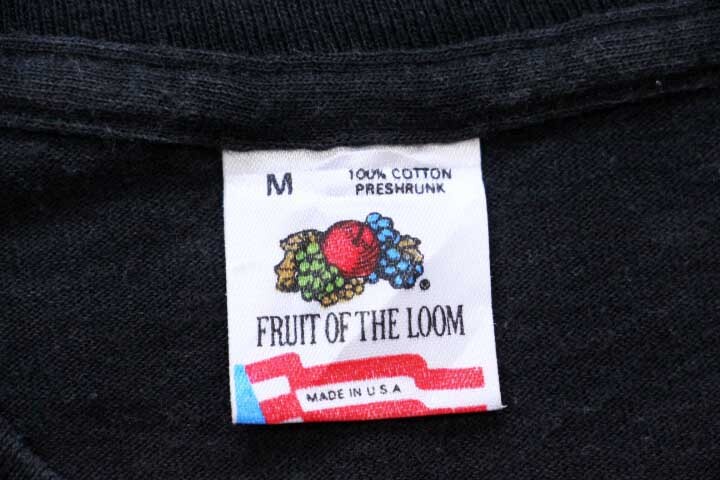 M
100% COTTON
PRESHRUNK
®
FRUIT OF THE LOOM
MADE IN U.S.A